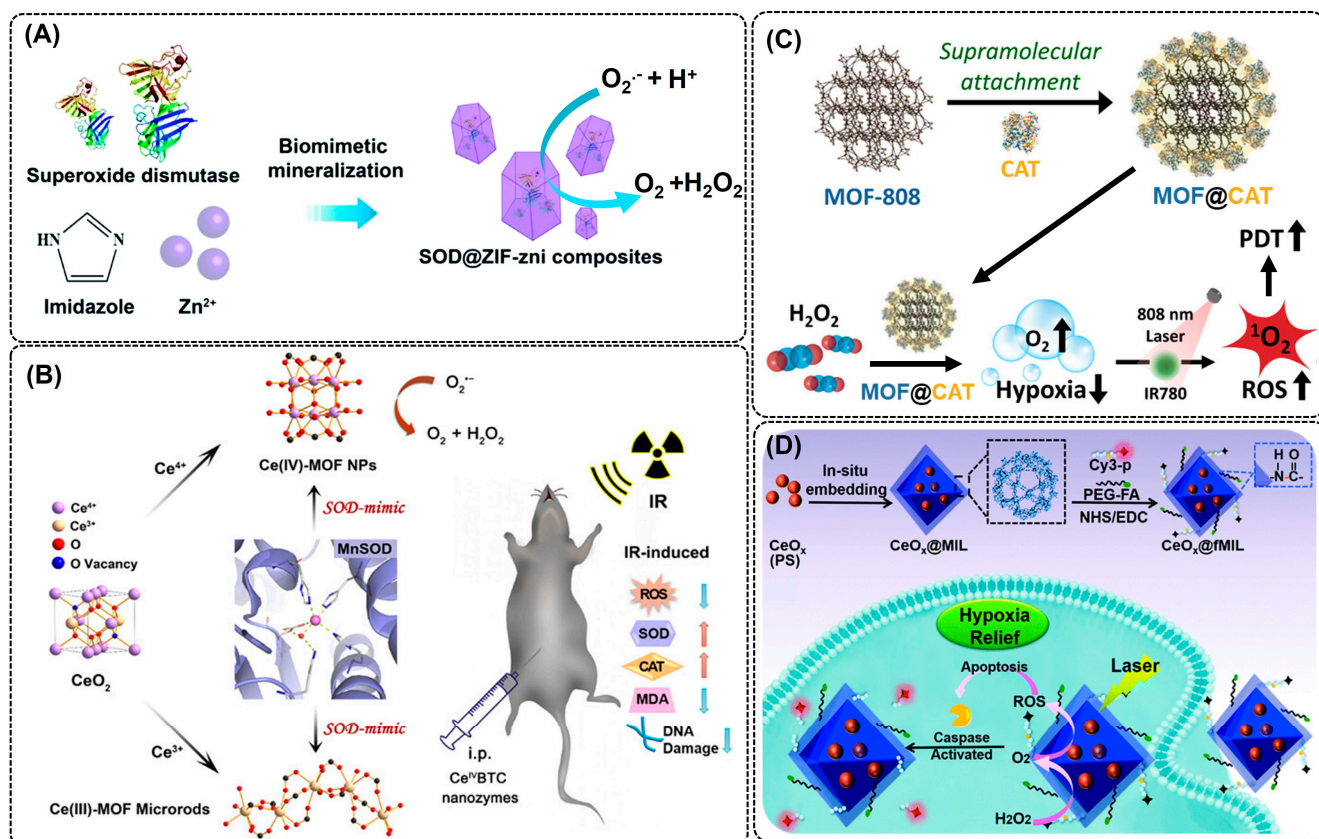 (A)
Superoxide dismutase
HN
N
Imidazole
Zn²⁺
Biomimetic
mineralization
O₂·⁻ + H⁺
O₂ +H₂O₂
SOD@ZIF-zni composites
(B)
Ce⁴⁺
Ce³⁺
O
O Vacancy
CeO₂
Ce⁴⁺
Ce³⁺
Ce(IV)-MOF NPs
O₂•⁻
O₂ + H₂O₂
SOD-mimic
MnSOD
SOD-mimic
Ce(III)-MOF Microrods
IR
IR-induced
ROS
SOD
CAT
MDA
DNA
Damage
i.p.
CeᴵⱽBTC
nanozymes
(C)
Supramolecular
attachment
CAT
MOF-808
MOF@CAT
PDT
H₂O₂
MOF@CAT
O₂
Hypoxia
808 nm
Laser
IR780
¹O₂
ROS
(D)
CeOₓ
(PS)
In-situ
embedding
CeOₓ@MIL
Cy3-p
PEG-FA
NHS/EDC
CeOₓ@fMIL
H O
-N-C-
Hypoxia
Relief
Apoptosis
Laser
ROS
Caspase
Activated
O₂
H₂O₂